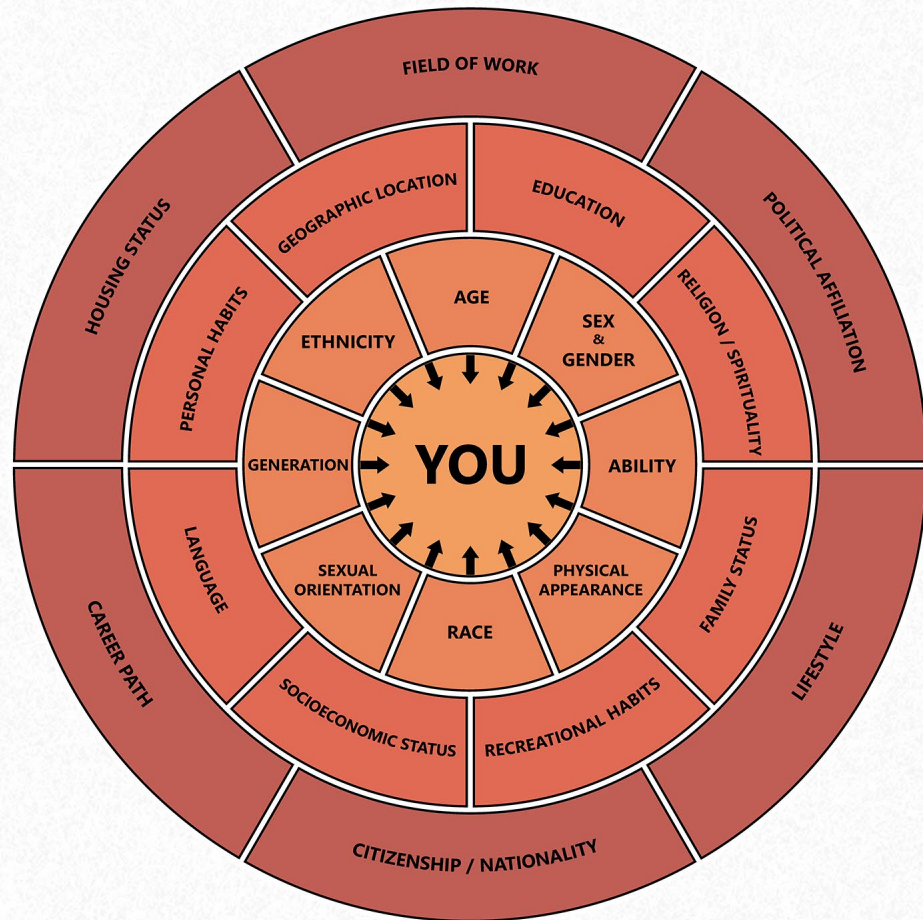 FIELD OF WORK
POLITICAL AFFILIATION
LIFESTYLE
CITIZENSHIP / NATIONALITY
CAREER PATH
HOUSING STATUS
GEOGRAPHIC LOCATION
EDUCATION
RELIGION / SPIRITUALITY
FAMILY STATUS
RECREATIONAL HABITS
SOCIOECONOMIC STATUS
LANGUAGE
PERSONAL HABITS
AGE
SEX
&
GENDER
ABILITY
PHYSICAL
APPEARANCE
RACE
SEXUAL
ORIENTATION
GENERATION
ETHNICITY
YOU